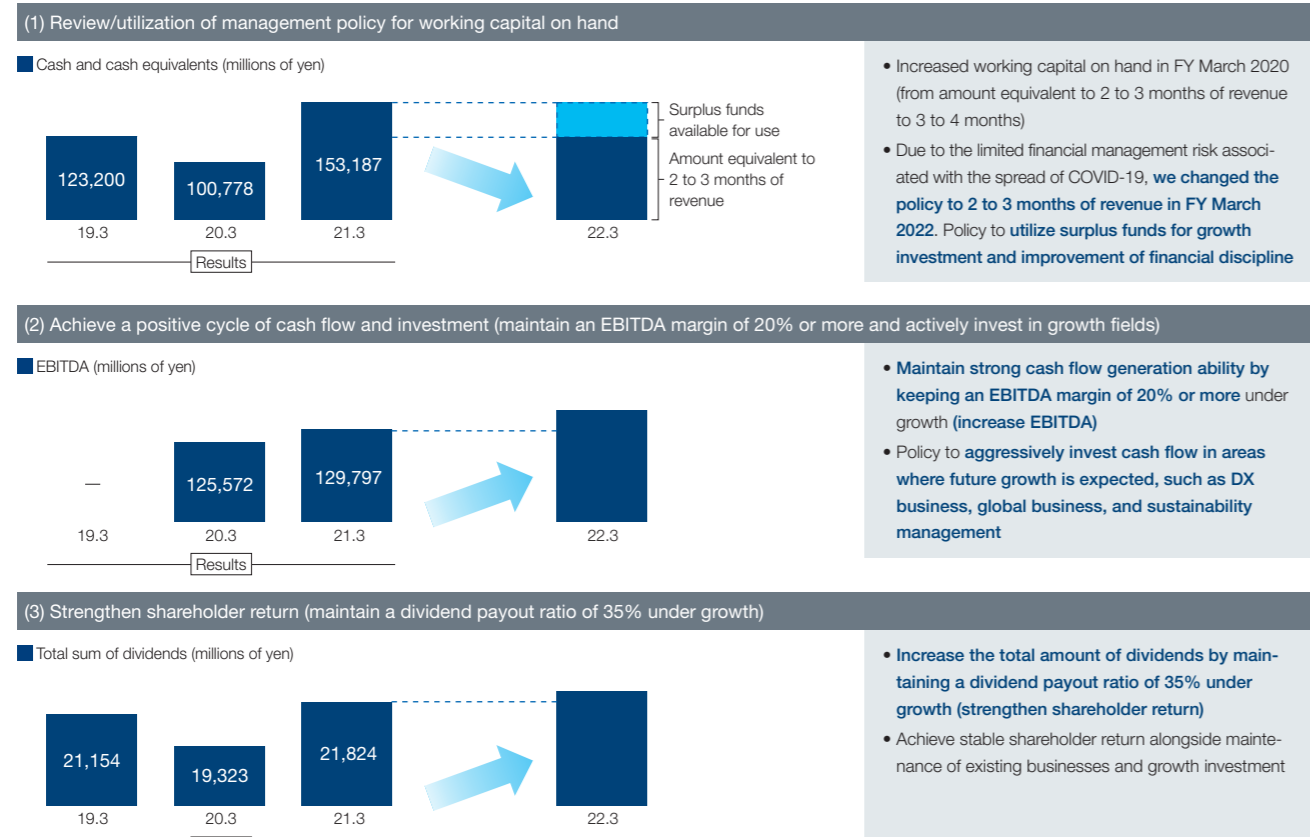 (1) Review/utilization of management policy for working capital on hand
Cash and cash equivalents (millions of yen)
123,200
100,778
153,187
Surplus funds
available for use
Amount equivalent to
2 to 3 months of
revenue
19.3
20.3
21.3
22.3
Results
• Increased working capital on hand in FY March 2020
(from amount equivalent to 2 to 3 months of revenue
to 3 to 4 months)
• Due to the limited financial management risk associ-
ated with the spread of COVID-19, we changed the
policy to 2 to 3 months of revenue in FY March
2022. Policy to utilize surplus funds for growth
investment and improvement of financial discipline
(2) Achieve a positive cycle of cash flow and investment (maintain an EBITDA margin of 20% or more and actively invest in growth fields)
EBITDA (millions of yen)
—
125,572
129,797
19.3
20.3
21.3
22.3
Results
• Maintain strong cash flow generation ability by
keeping an EBITDA margin of 20% or more under
growth (increase EBITDA)
• Policy to aggressively invest cash flow in areas
where future growth is expected, such as DX
business, global business, and sustainability
management
(3) Strengthen shareholder return (maintain a dividend payout ratio of 35% under growth)
Total sum of dividends (millions of yen)
21,154
19,323
21,824
19.3
20.3
21.3
22.3
• Increase the total amount of dividends by main-
taining a dividend payout ratio of 35% under
growth (strengthen shareholder return)
• Achieve stable shareholder return alongside mainte-
nance of existing businesses and growth investment